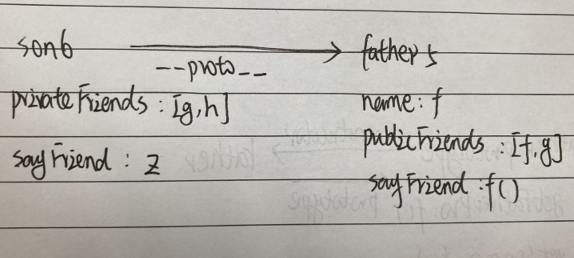 son6 ⟶ father5
--proto--
privateFriends : [g,h]
name : f
publicFriends : [f,g]
sayFriend : z
sayFriend : f()